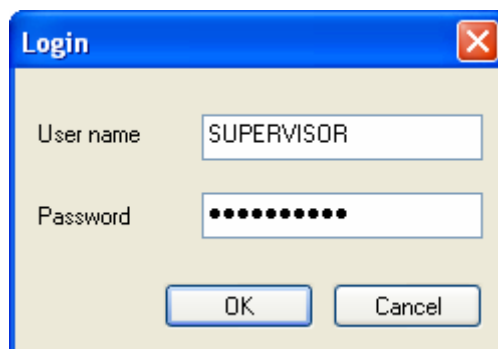 Login
User name SUPERVISOR
Password ●●●●●●●●●●
OK Cancel